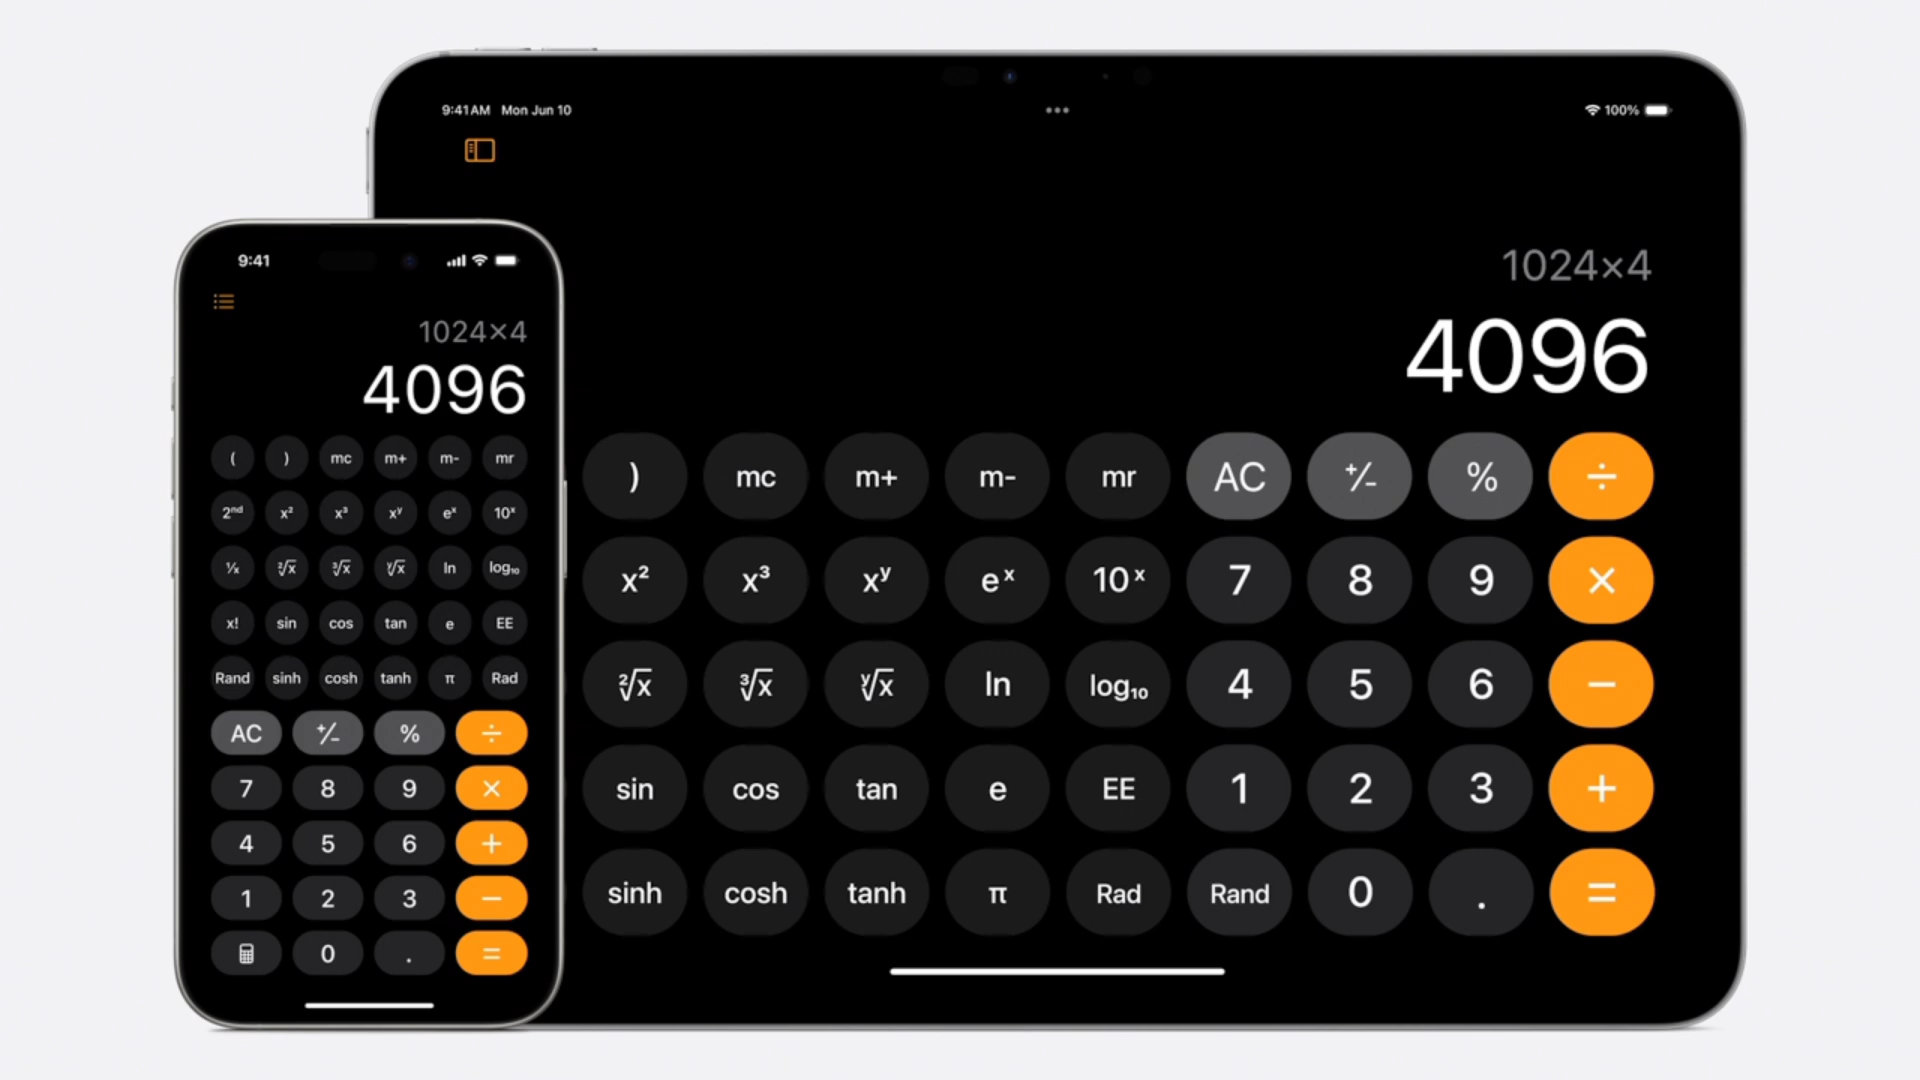 9:41AM Mon Jun 10
100%
1024×4
4096
) mc m+ m- mr AC +/- % ÷
x² x³ xʸ eˣ 10ˣ 7 8 9 ×
²√x ³√x ʸ√x ln log₁₀ 4 5 6 −
sin cos tan e EE 1 2 3 +
sinh cosh tanh π Rad Rand 0 . =
9:41
1024×4
4096
( ) mc m+ m- mr
2ⁿᵈ x² x³ xʸ eˣ 10ˣ
1/x ²√x ³√x ʸ√x ln log₁₀
x! sin cos tan e EE
Rand sinh cosh tanh π Rad
AC +/- % ÷
7 8 9 ×
4 5 6 +
1 2 3 −
0 . =